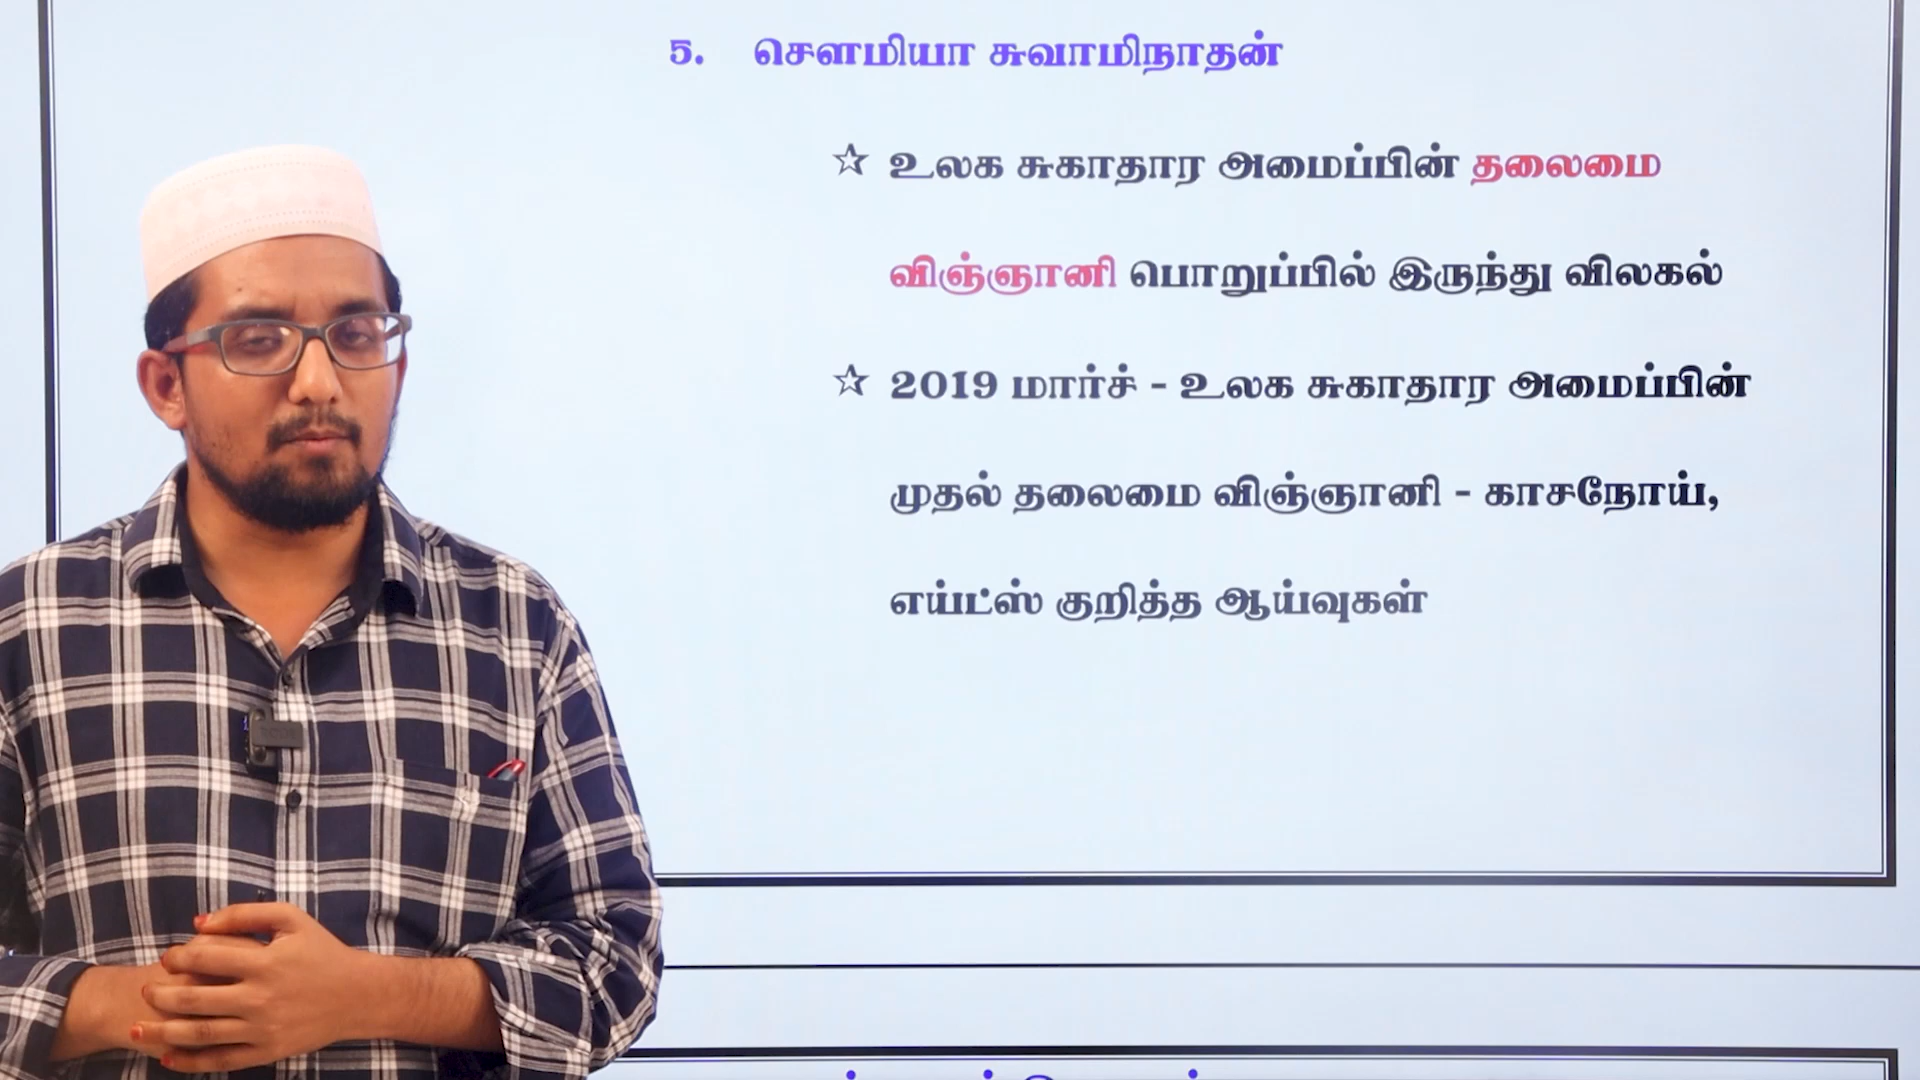 5. சௌமியா சுவாமிநாதன்
☆ உலக சுகாதார அமைப்பின் தலைமை
விஞ்ஞானி பொறுப்பில் இருந்து விலகல்
☆ 2019 மார்ச் - உலக சுகாதார அமைப்பின்
முதல் தலைமை விஞ்ஞானி - காசநோய்,
எய்ட்ஸ் குறித்த ஆய்வுகள்